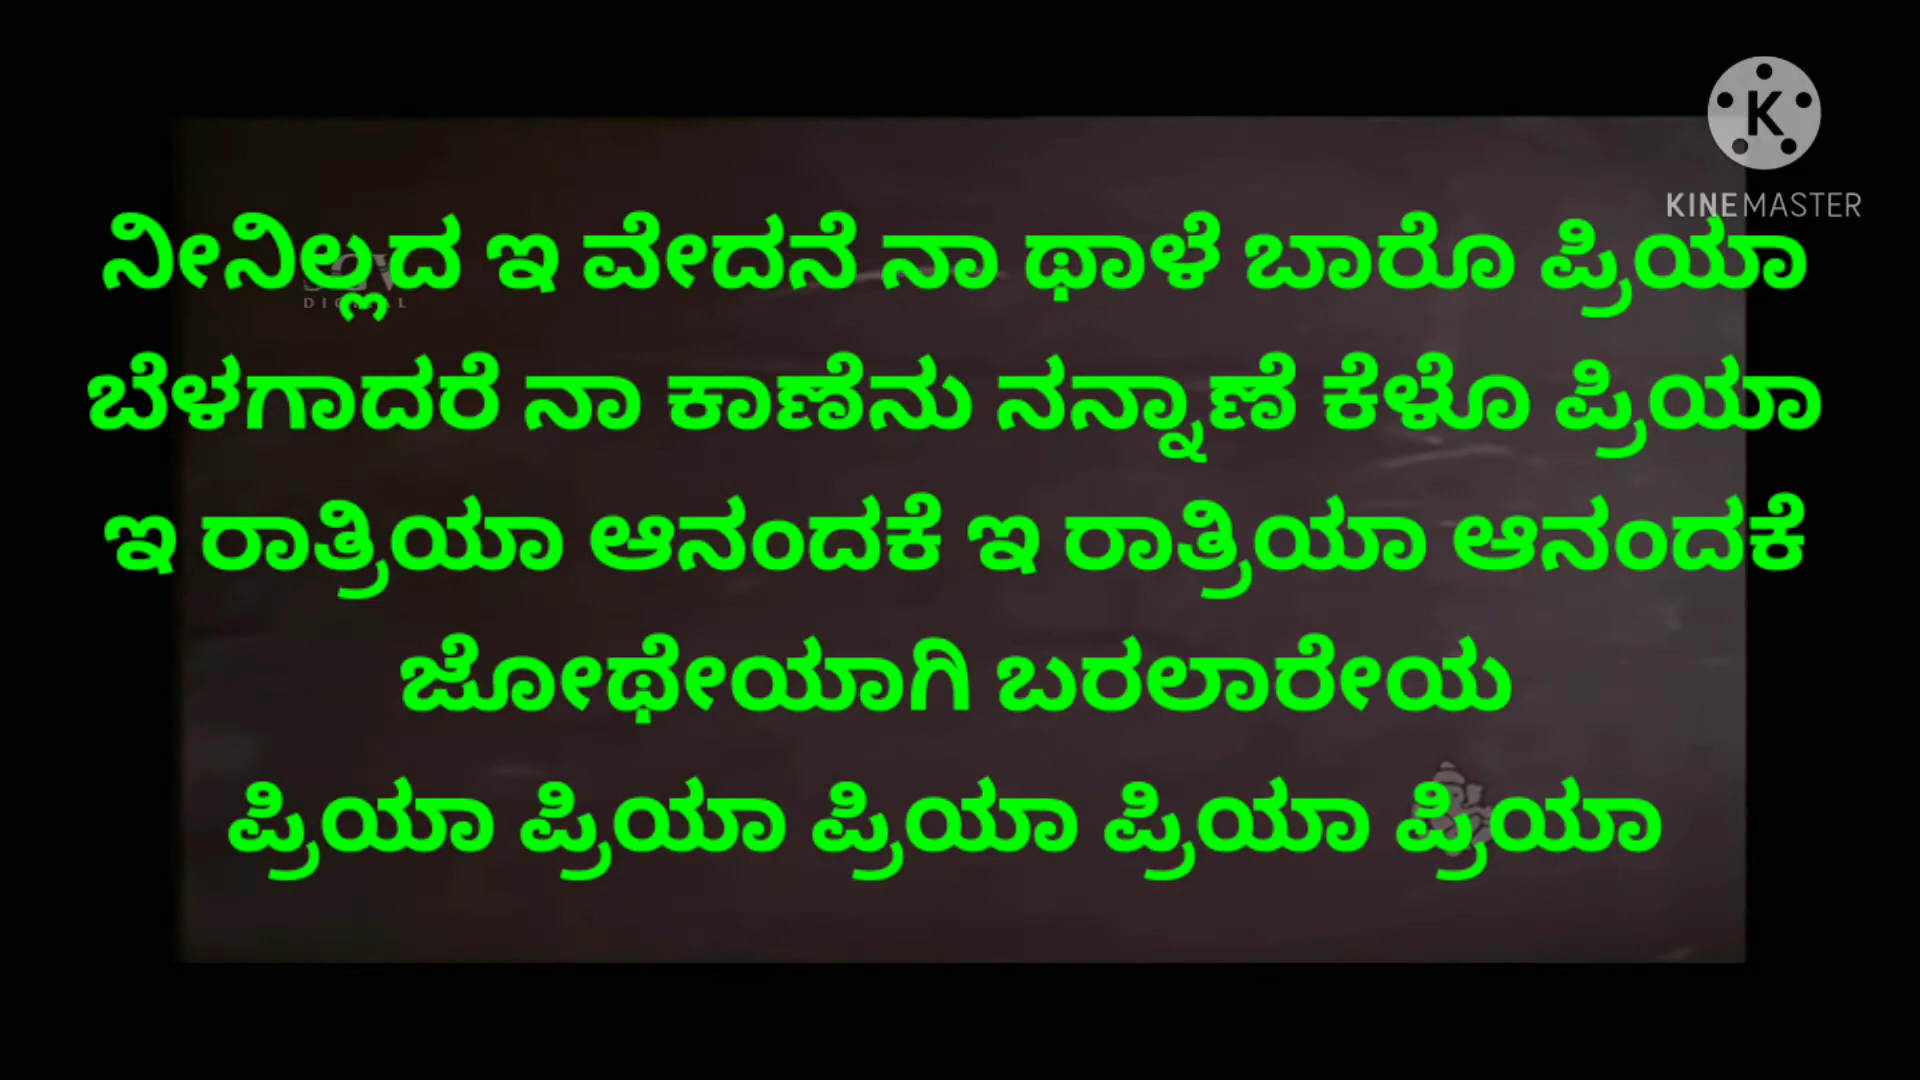 KINEMASTER
ನೀನಿಲ್ಲದ ಇ ವೇದನೆ ನಾ ಥಾಳೆ ಬಾರೊ ಪ್ರಿಯಾ
ಬೆಳಗಾದರೆ ನಾ ಕಾಣೆನು ನನ್ನಾಣೆ ಕೆಳೊ ಪ್ರಿಯಾ
ಇ ರಾತ್ರಿಯಾ ಆನಂದಕೆ ಇ ರಾತ್ರಿಯಾ ಆನಂದಕೆ
ಜೋಥೇಯಾಗಿ ಬರಲಾರೇಯ
ಪ್ರಿಯಾ ಪ್ರಿಯಾ ಪ್ರಿಯಾ ಪ್ರಿಯಾ ಪ್ರಿಯಾ